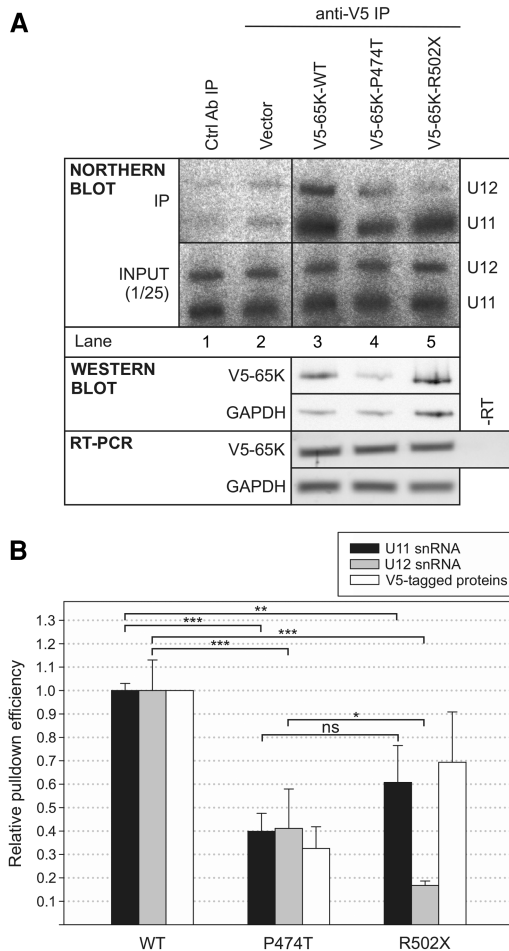 A
anti-V5 IP
Ctrl Ab IP
Vector
V5-65K-WT
V5-65K-P474T
V5-65K-R502X
NORTHERN
BLOT
IP
U12
U11
INPUT
(1/25)
U12
U11
Lane 1 2 3 4 5
WESTERN
BLOT
V5-65K
GAPDH
-RT
RT-PCR
V5-65K
GAPDH
B
U11 snRNA
U12 snRNA
V5-tagged proteins
Relative pulldown efficiency
1.3
1.2
1.1
1.0
0.9
0.8
0.7
0.6
0.5
0.4
0.3
0.2
0.1
**
***
***
***
*
ns
WT P474T R502X